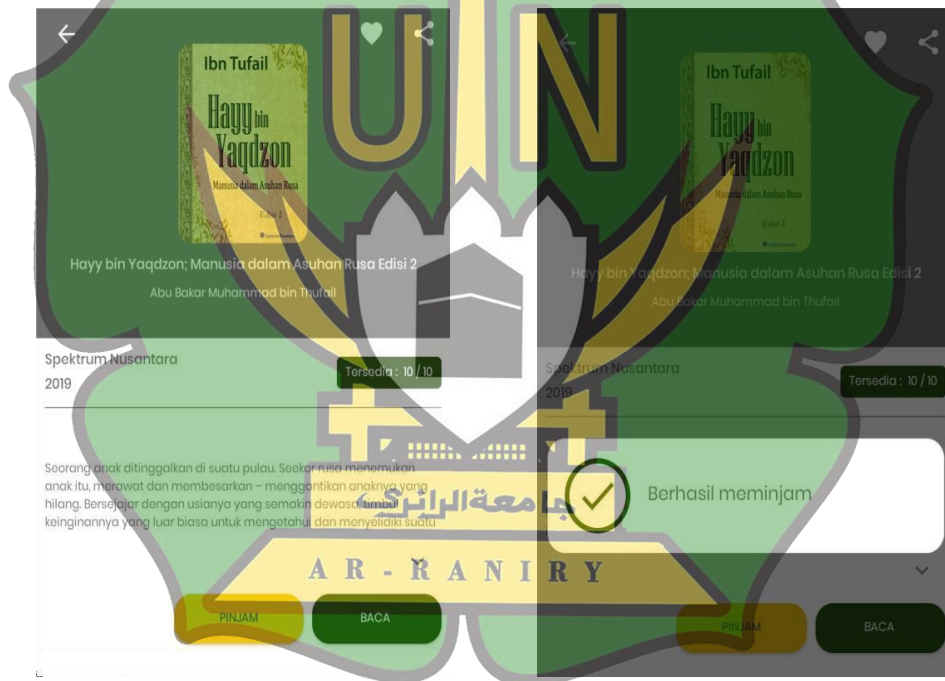 U I N
Ibn Tufail
Hayy bin
Yaqdzon
Manusia dalam Asuhan Rusa
Edisi 2
Hayy bin Yaqdzon; Manusia dalam Asuhan Rusa Edisi 2
Abu Bakar Muhammad bin Thufail
Spektrum Nusantara
2019
Tersedia : 10 / 10
Seorang anak ditinggalkan di suatu pulau. Seekor rusa menemukan
anak itu, merawat dan membesarkan – menggantikan anaknya yang
hilang. Bersejajar dengan usianya yang semakin dewasa, timbul
keinginannya yang luar biasa untuk mengetahui dan menyelidiki suatu
PINJAM
BACA
Ibn Tufail
Hayy bin
Yaqdzon
Manusia dalam Asuhan Rusa
Edisi 2
Hayy bin Yaqdzon; Manusia dalam Asuhan Rusa Edisi 2
Abu Bakar Muhammad bin Thufail
Spektrum Nusantara
2019
Tersedia : 10 / 10
Berhasil meminjam
PINJAM
BACA
جامعة الرانري
AR-RANIRY